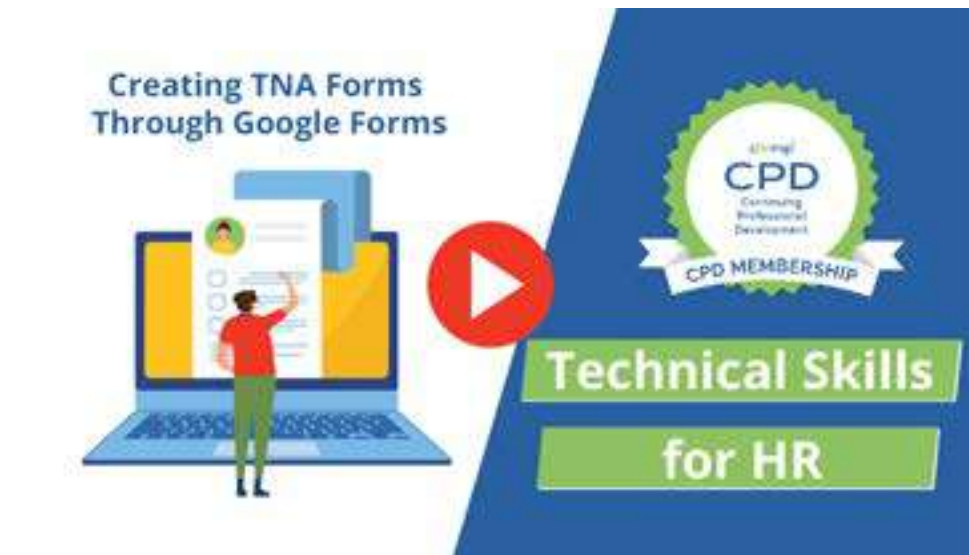 Creating TNA Forms
Through Google Forms
CPD
Continuing
Professional
Development
CPD MEMBERSHIP
Technical Skills
for HR